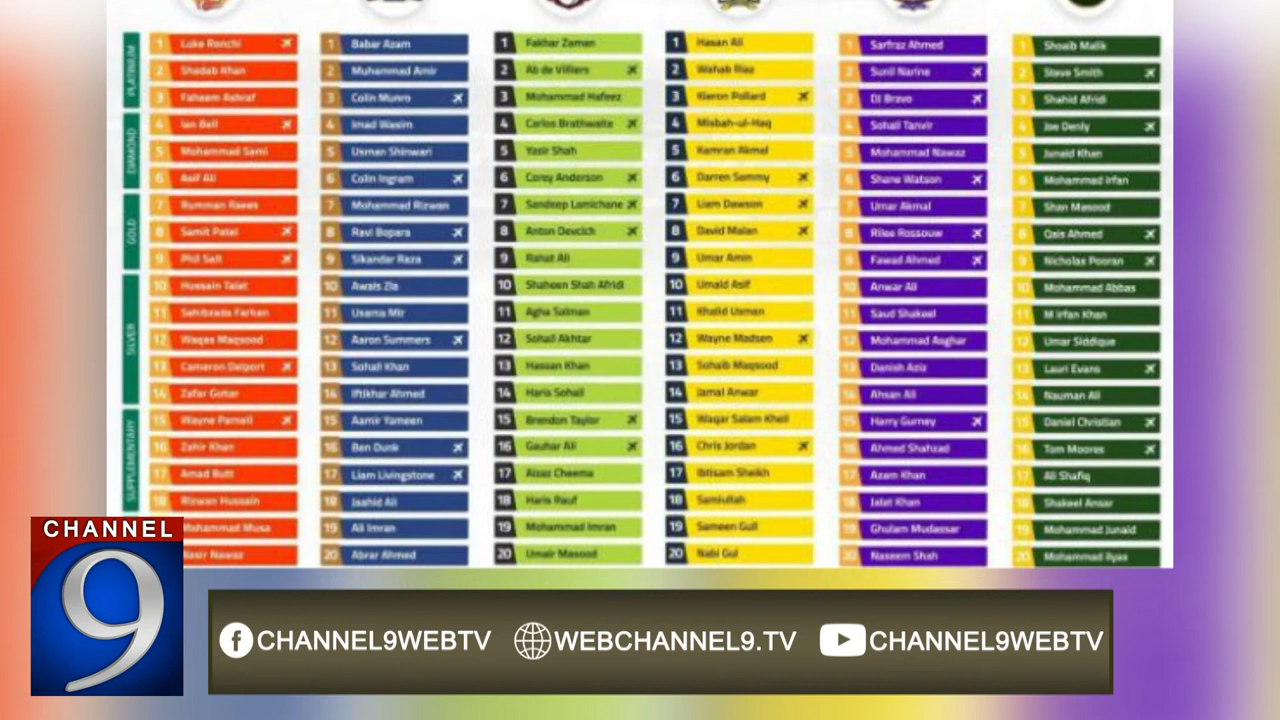 PLATINUM
DIAMOND
GOLD
SILVER
SUPPLEMENTARY
1 Luke Ronchi
2 Shadab Khan
3 Faheem Ashraf
4 Ian Bell
5 Mohammad Sami
6 Asif Ali
7 Rumman Raees
8 Samit Patel
9 Phil Salt
10 Hussain Talat
11 Sahibzada Farhan
12 Waqas Maqsood
13 Cameron Delport
14 Zafar Gohar
15 Wayne Parnell
16 Zahir Khan
17 Amad Butt
18 Rizwan Hussain
Mohammad Musa
Nasir Nawaz
1 Babar Azam
2 Muhammad Amir
3 Colin Munro
4 Imad Wasim
5 Usman Shinwari
6 Colin Ingram
7 Mohammad Rizwan
8 Ravi Bopara
9 Sikandar Raza
10 Awais Zia
11 Usama Mir
12 Aaron Summers
13 Sohail Khan
14 Iftikhar Ahmed
15 Aamir Yameen
16 Ben Dunk
17 Liam Livingstone
18 Jaahid Ali
19 Ali Imran
20 Abrar Ahmed
1 Fakhar Zaman
2 Ab de Villiers
3 Mohammad Hafeez
4 Carlos Brathwaite
5 Yasir Shah
6 Corey Anderson
7 Sandeep Lamichane
8 Anton Devcich
9 Rahat Ali
10 Shaheen Shah Afridi
11 Agha Salman
12 Sohail Akhtar
13 Hassan Khan
14 Haris Sohail
15 Brendon Taylor
16 Gauhar Ali
17 Aizaz Cheema
18 Haris Rauf
19 Mohammad Imran
20 Umair Masood
1 Hasan Ali
2 Wahab Riaz
3 Kieron Pollard
4 Misbah-ul-Haq
5 Kamran Akmal
6 Darren Sammy
7 Liam Dawson
8 David Malan
9 Umar Amin
10 Umaid Asif
11 Khalid Usman
12 Wayne Madsen
13 Sohaib Maqsood
14 Jamal Anwar
15 Waqar Salam Kheil
16 Chris Jordan
17 Ibtisam Sheikh
18 Samiullah
19 Sameen Gull
20 Nabi Gul
1 Sarfraz Ahmed
2 Sunil Narine
3 DJ Bravo
4 Sohail Tanvir
5 Mohammad Nawaz
6 Shane Watson
7 Umar Akmal
8 Rilee Rossouw
9 Fawad Ahmed
10 Anwar Ali
11 Saud Shakeel
12 Mohammad Asghar
13 Danish Aziz
14 Ahsan Ali
15 Harry Gurney
16 Ahmed Shahzad
17 Azam Khan
18 Jalat Khan
19 Ghulam Mudassar
20 Naseem Shah
1 Shoaib Malik
2 Steve Smith
3 Shahid Afridi
4 Joe Denly
5 Junaid Khan
6 Mohammed Irfan
7 Shan Masood
8 Qais Ahmed
9 Nicholas Pooran
10 Mohammad Abbas
11 M Irfan Khan
12 Umar Siddique
13 Lauri Evans
14 Nauman Ali
15 Daniel Christian
16 Tom Moores
17 Ali Shafiq
18 Shakeel Ansar
19 Mohammad Junaid
20 Mohammad Ilyas
CHANNEL
9
CHANNEL9WEBTV WEBCHANNEL9.TV CHANNEL9WEBTV